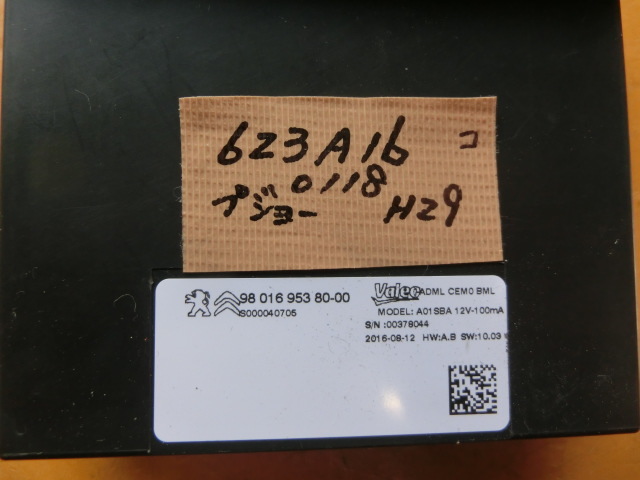 623A16 コ
0118
プジョー H29
98 016 953 80-00
S000040705
Valeo ADML CEM0 BML
MODEL: A01SBA 12V-100mA
S/N :00378044
2016-08-12 HW:A.B SW:10.03